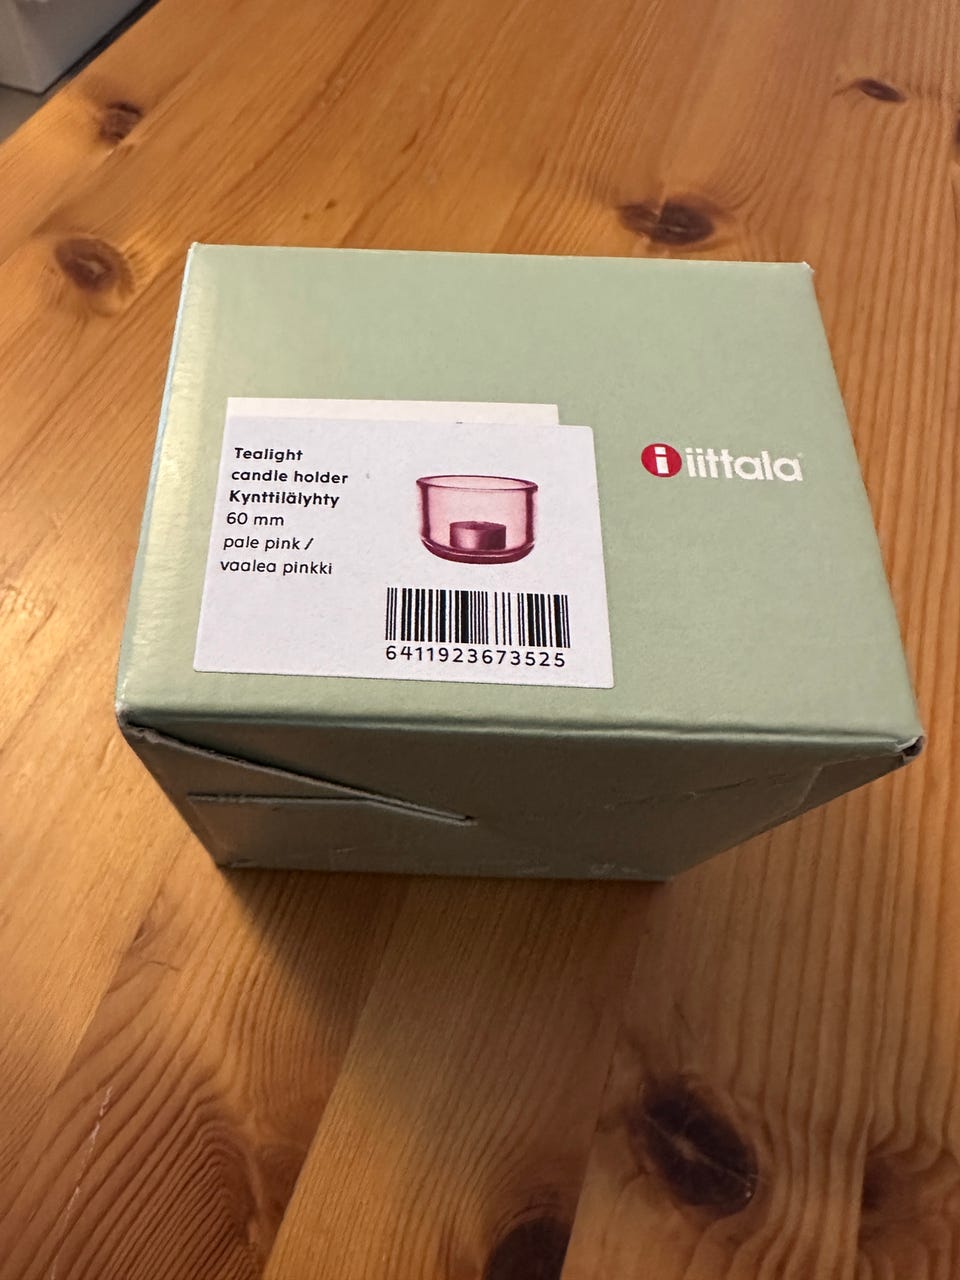 Tealight
candle holder
Kynttilälyhty
60 mm
pale pink /
vaalea pinkki
6411923673525
i iittala